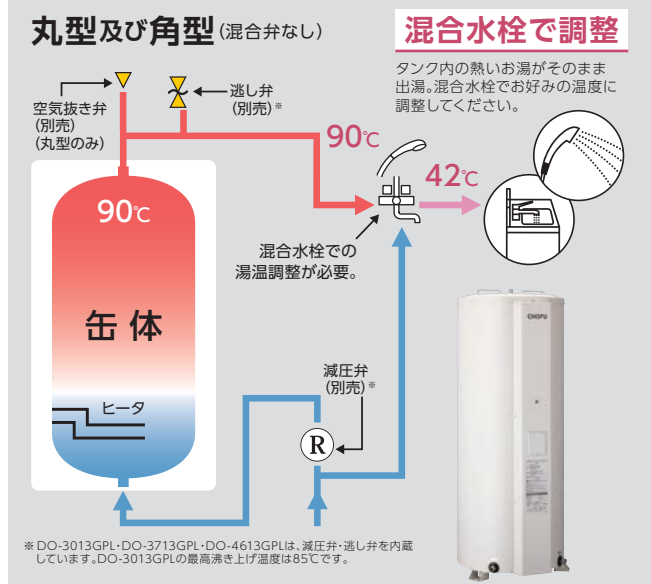 丸型及び角型(混合弁なし)
混合水栓で調整
タンク内の熱いお湯がそのまま
出湯。混合水栓でお好みの温度に
調整してください。
空気抜き弁
(別売)
(丸型のみ)
逃し弁
(別売)※
90℃
42℃
90℃
混合水栓での
湯温調整が必要。
缶体
ヒータ
減圧弁
(別売)※
R
CHOFU
※DO-3013GPL・DO-3713GPL・DO-4613GPLは、減圧弁・逃し弁を内蔵
しています。DO-3013GPLの最高沸き上げ温度は85℃です。